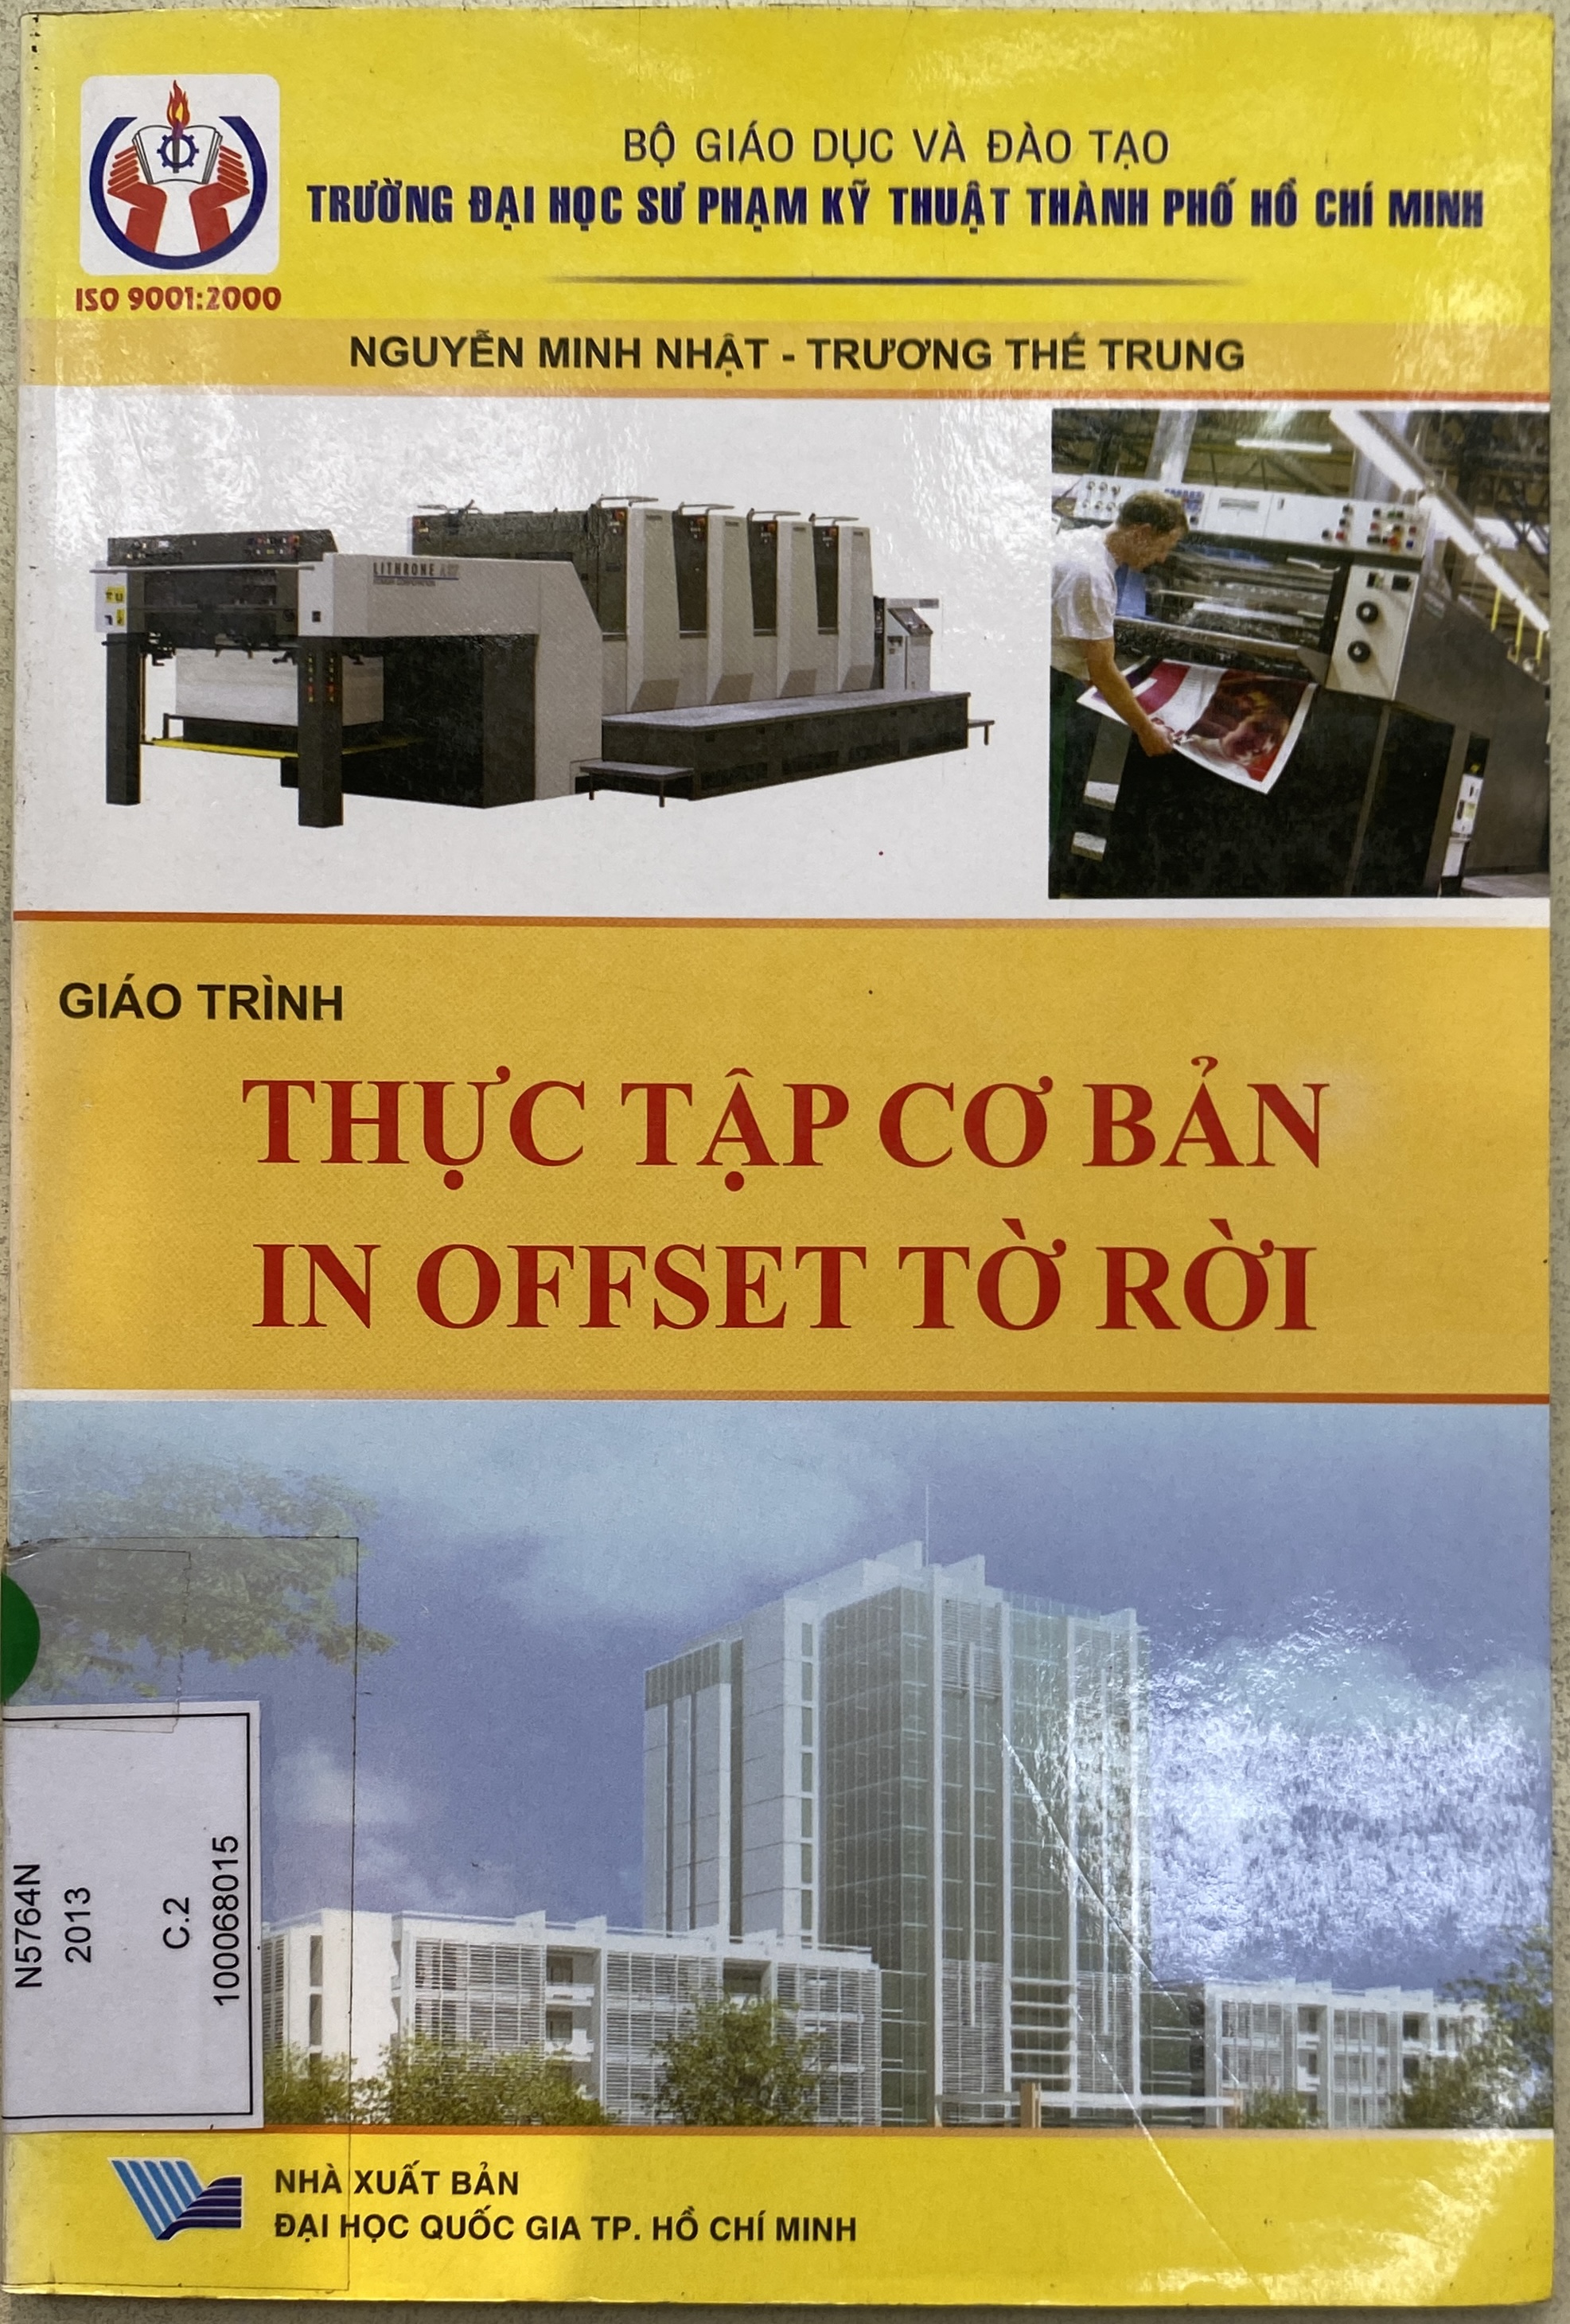 BỘ GIÁO DỤC VÀ ĐÀO TẠO
TRƯỜNG ĐẠI HỌC SƯ PHẠM KỸ THUẬT THÀNH PHỐ HỒ CHÍ MINH
ISO 9001:2000
NGUYỄN MINH NHẬT - TRƯƠNG THẾ TRUNG
LITHRONE
GIÁO TRÌNH
THỰC TẬP CƠ BẢN
IN OFFSET TỜ RỜI
N5764N
2013
C.2
100068015
NHÀ XUẤT BẢN
ĐẠI HỌC QUỐC GIA TP. HỒ CHÍ MINH